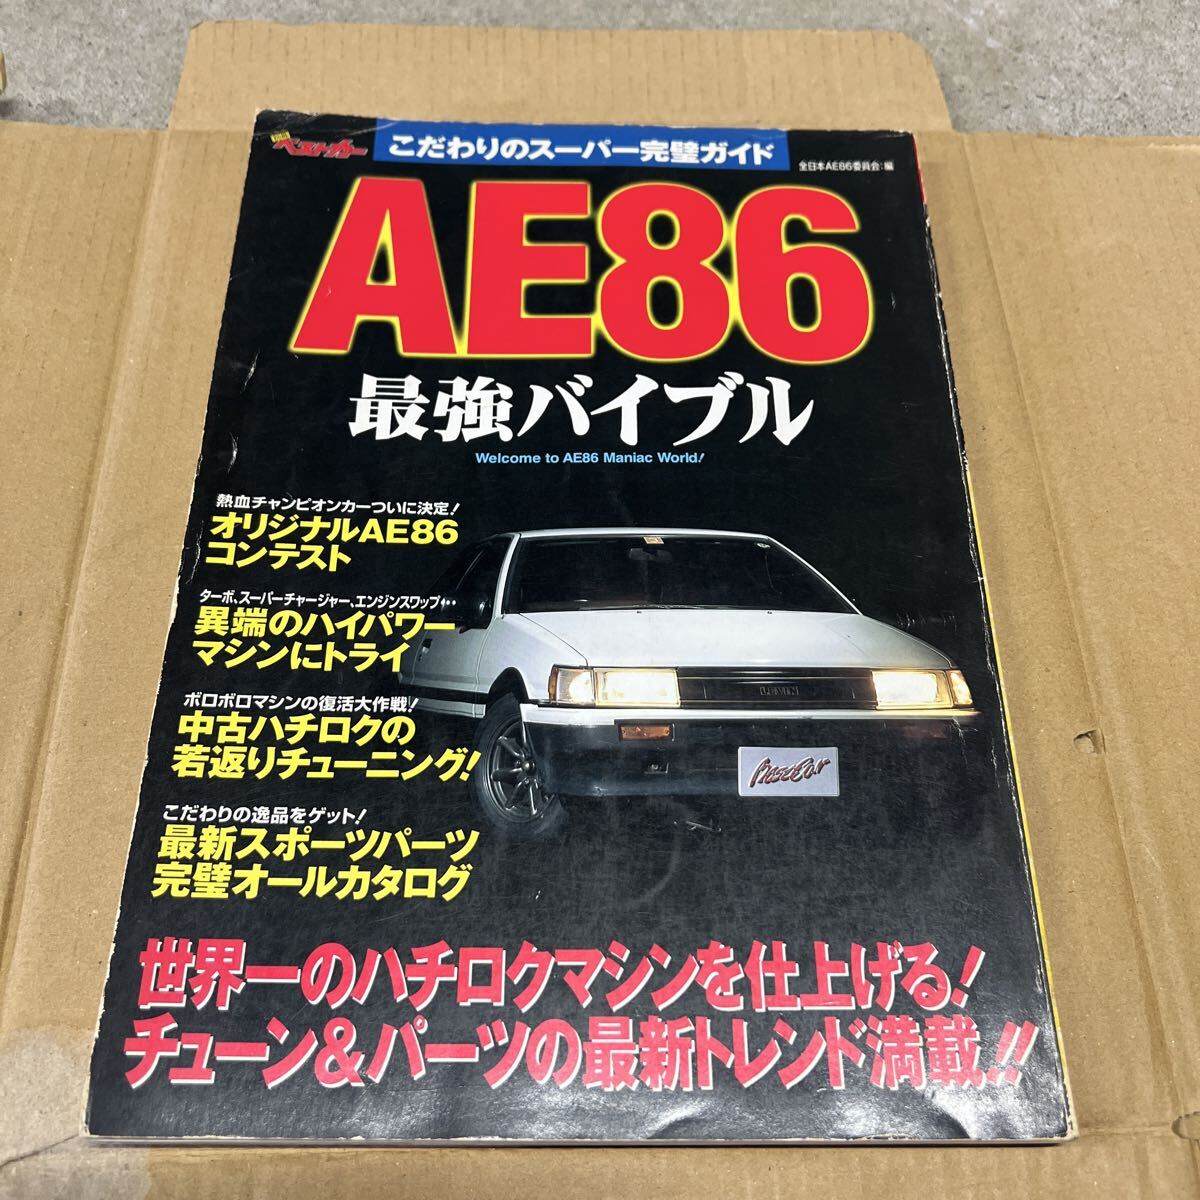 別冊ベストカー
こだわりのスーパー完璧ガイド
全日本AE86委員会:編
AE86
最強バイブル
Welcome to AE86 Maniac World!
熱血チャンピオンカーついに決定!
オリジナルAE86
コンテスト
ターボ、スーパーチャージャー、エンジンスワップ…
異端のハイパワー
マシンにトライ
ボロボロマシンの復活大作戦!
中古ハチロクの
若返りチューニング!
こだわりの逸品をゲット!
最新スポーツパーツ
完璧オールカタログ
LEVIN
BestCar
世界一のハチロクマシンを仕上げる!
チューン&パーツの最新トレンド満載!!